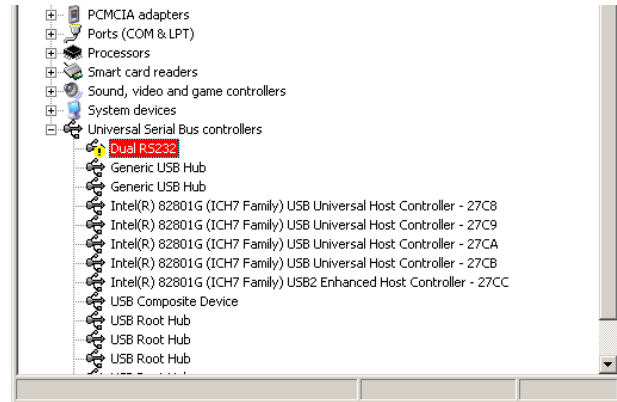 PCMCIA adapters
Ports (COM & LPT)
Processors
Smart card readers
Sound, video and game controllers
System devices
Universal Serial Bus controllers
Dual RS232
Generic USB Hub
Generic USB Hub
Intel(R) 82801G (ICH7 Family) USB Universal Host Controller - 27C8
Intel(R) 82801G (ICH7 Family) USB Universal Host Controller - 27C9
Intel(R) 82801G (ICH7 Family) USB Universal Host Controller - 27CA
Intel(R) 82801G (ICH7 Family) USB Universal Host Controller - 27CB
Intel(R) 82801G (ICH7 Family) USB2 Enhanced Host Controller - 27CC
USB Composite Device
USB Root Hub
USB Root Hub
USB Root Hub